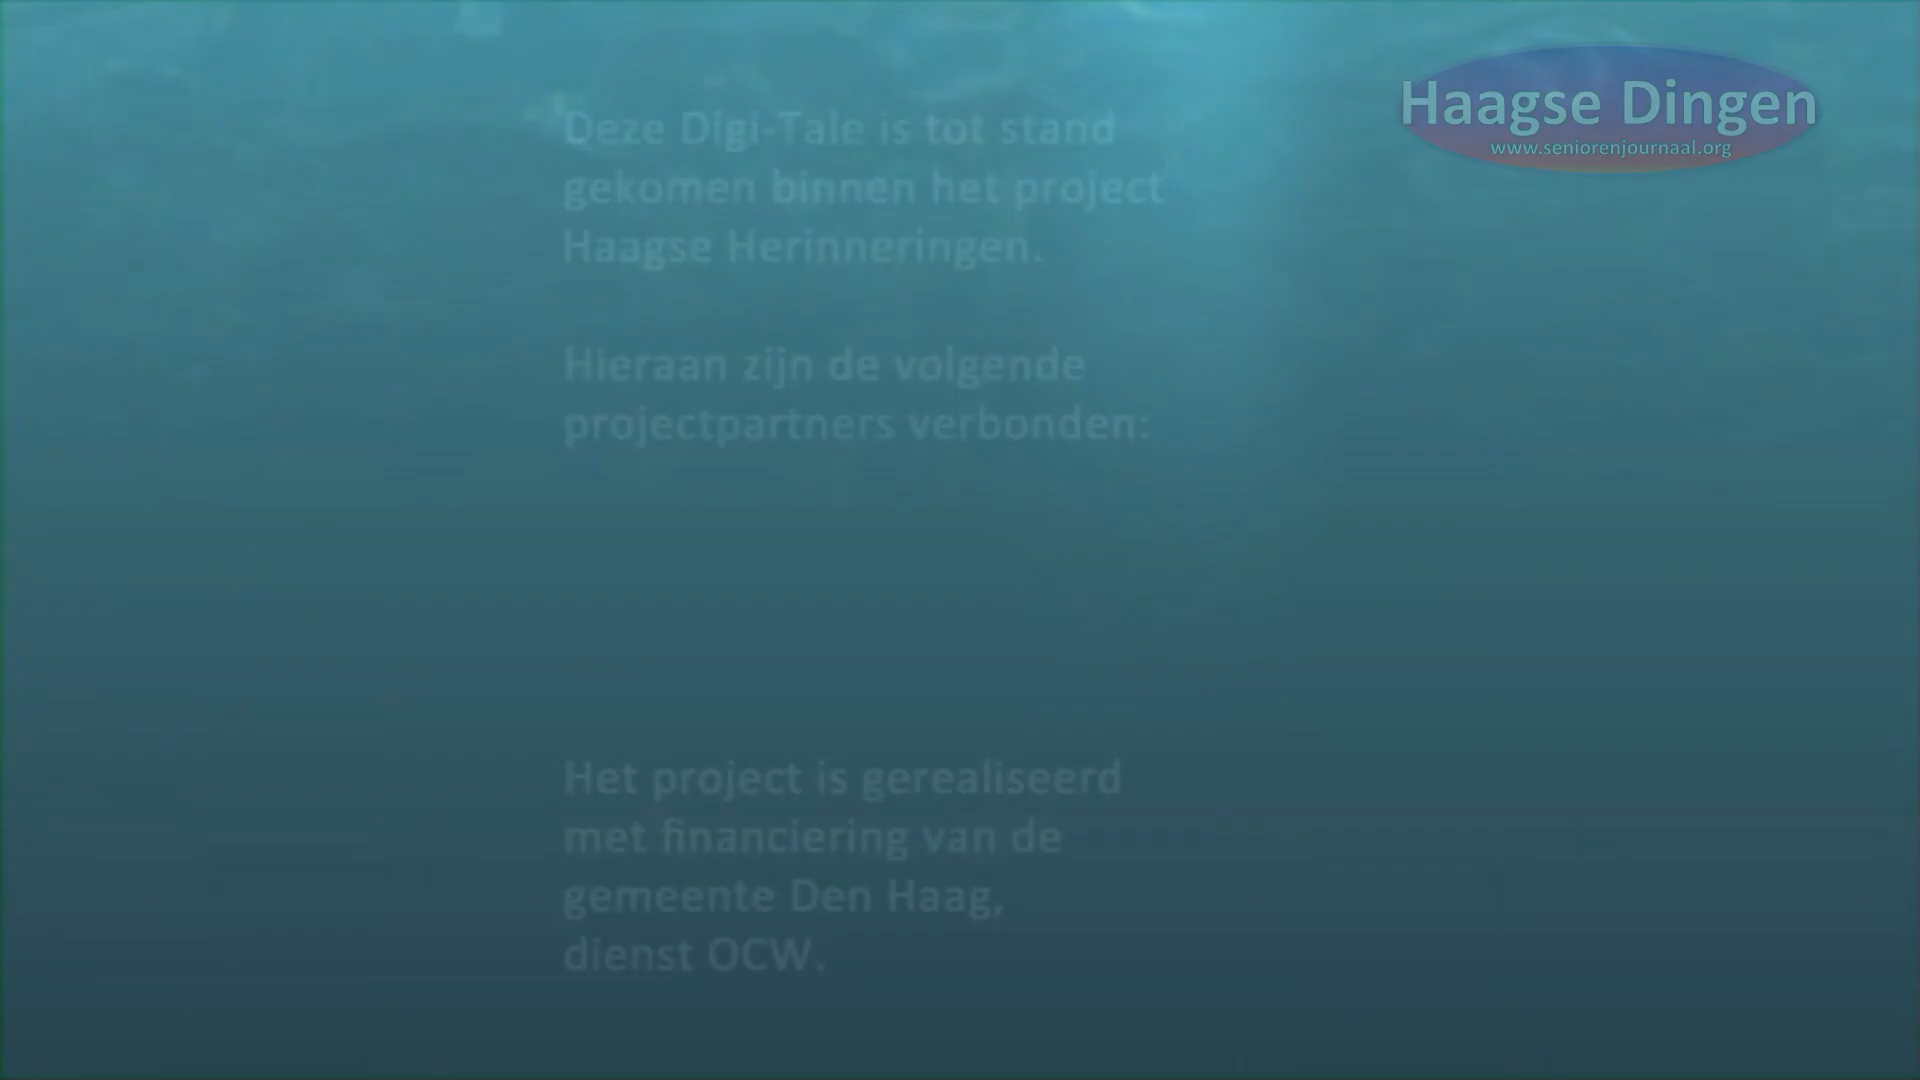 Haagse Dingen
www.seniorenjournaal.org
Deze Digi-Tale is tot stand
gekomen binnen het project
Haagse Herinneringen.
Hieraan zijn de volgende
projectpartners verbonden:
Het project is gerealiseerd
met financiering van de
gemeente Den Haag,
dienst OCW.